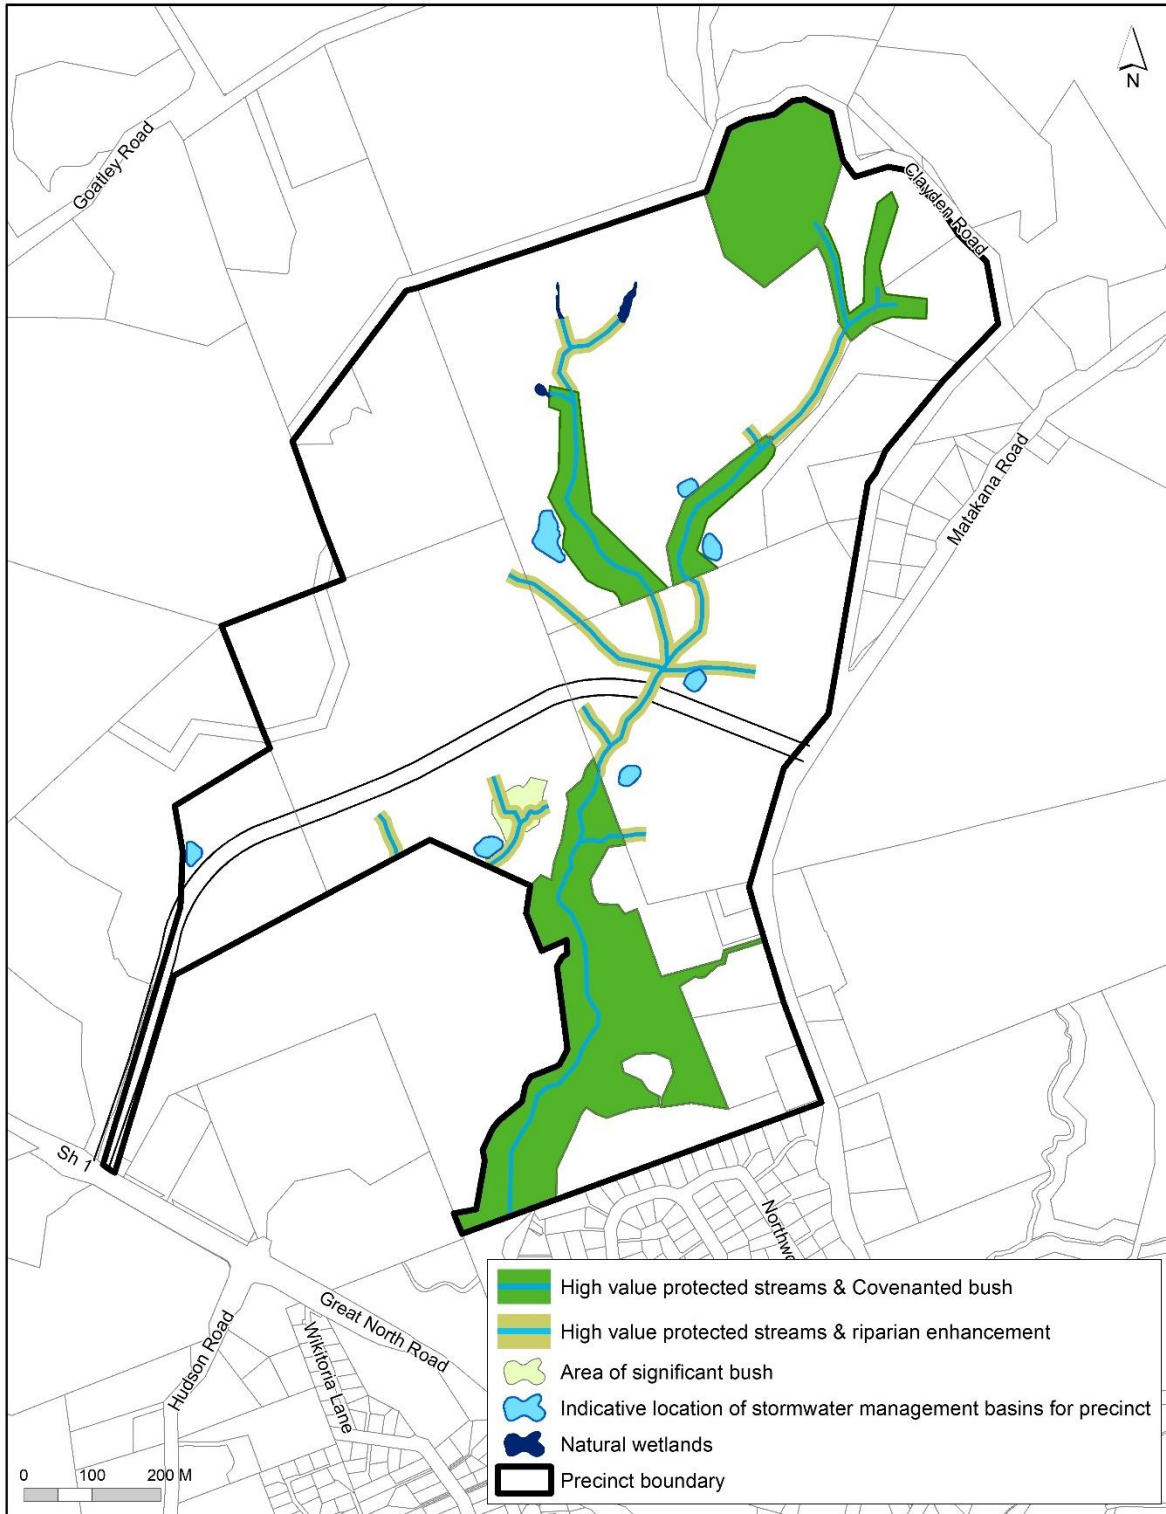 N
Goatley Road
Clayden Road
Matakana Road
Sh 1
Northwo
Great North Road
Hudson Road
Wikitoria Lane
High value protected streams & Covenanted bush
High value protected streams & riparian enhancement
Area of significant bush
Indicative location of stormwater management basins for precinct
Natural wetlands
Precinct boundary
0 100 200 M